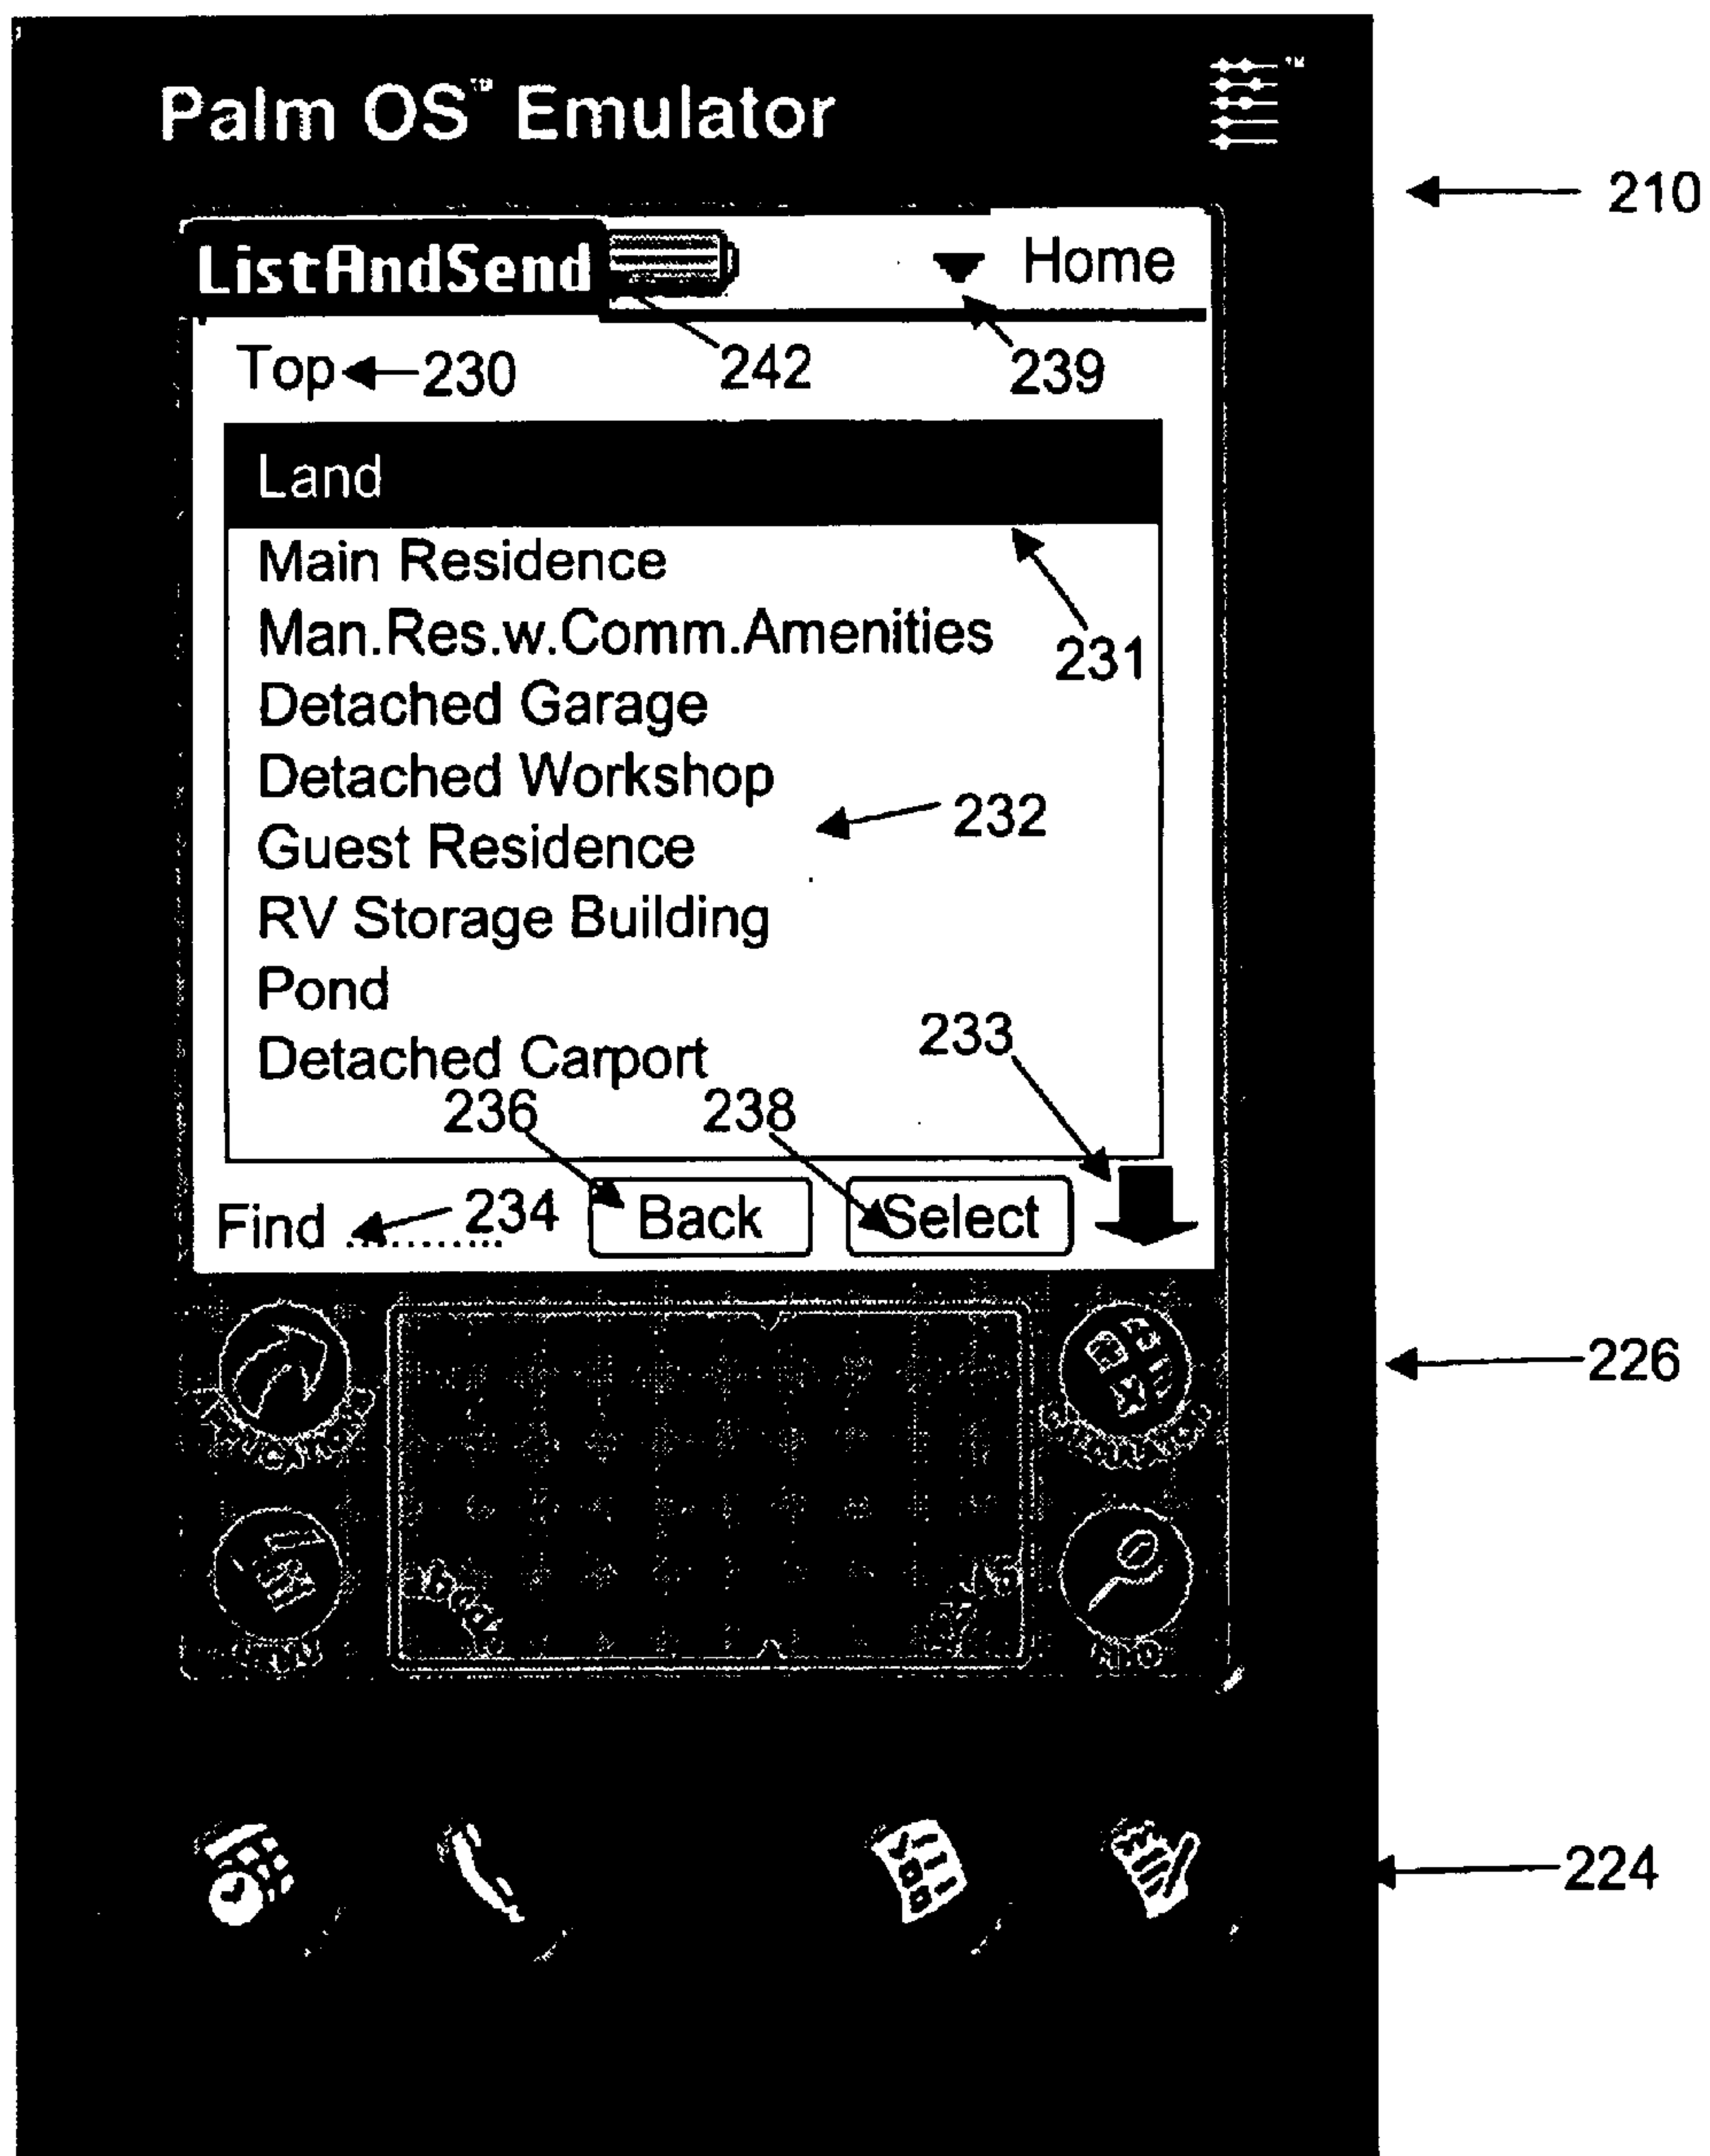 Palm OS™ Emulator ™
210
ListAndSend Home
Top 230 242 239
Land
Main Residence
Man.Res.w.Comm.Amenities
231
Detached Garage
Detached Workshop
232
Guest Residence
RV Storage Building
Pond
233
Detached Carport
236 238
Find 234 Back Select
226
224